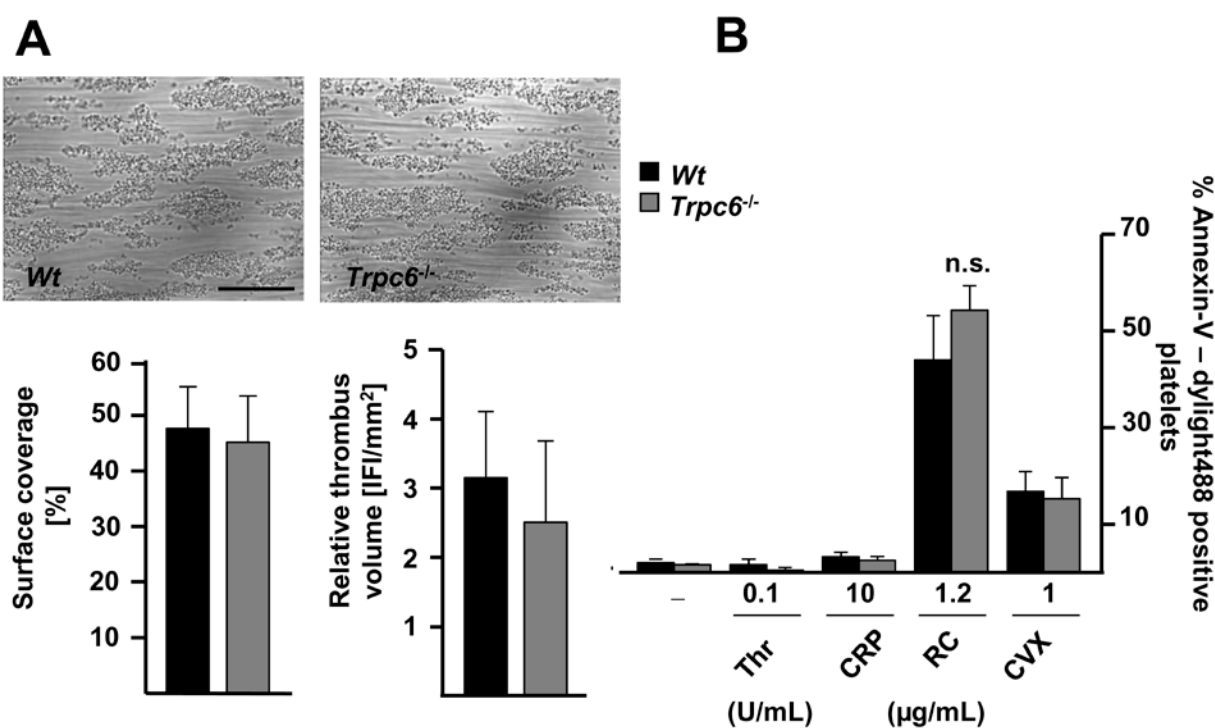 A
Wt
Trpc6-/-
Surface coverage
[%]
60
50
40
30
20
10
Relative thrombus
volume [IFI/mm²]
5
4
3
2
1
B
Wt
Trpc6-/-
n.s.
70
50
30
10
% Annexin-V – dylight488 positive
platelets
– 0.1 10 1.2 1
Thr CRP RC CVX
(U/mL) (µg/mL)